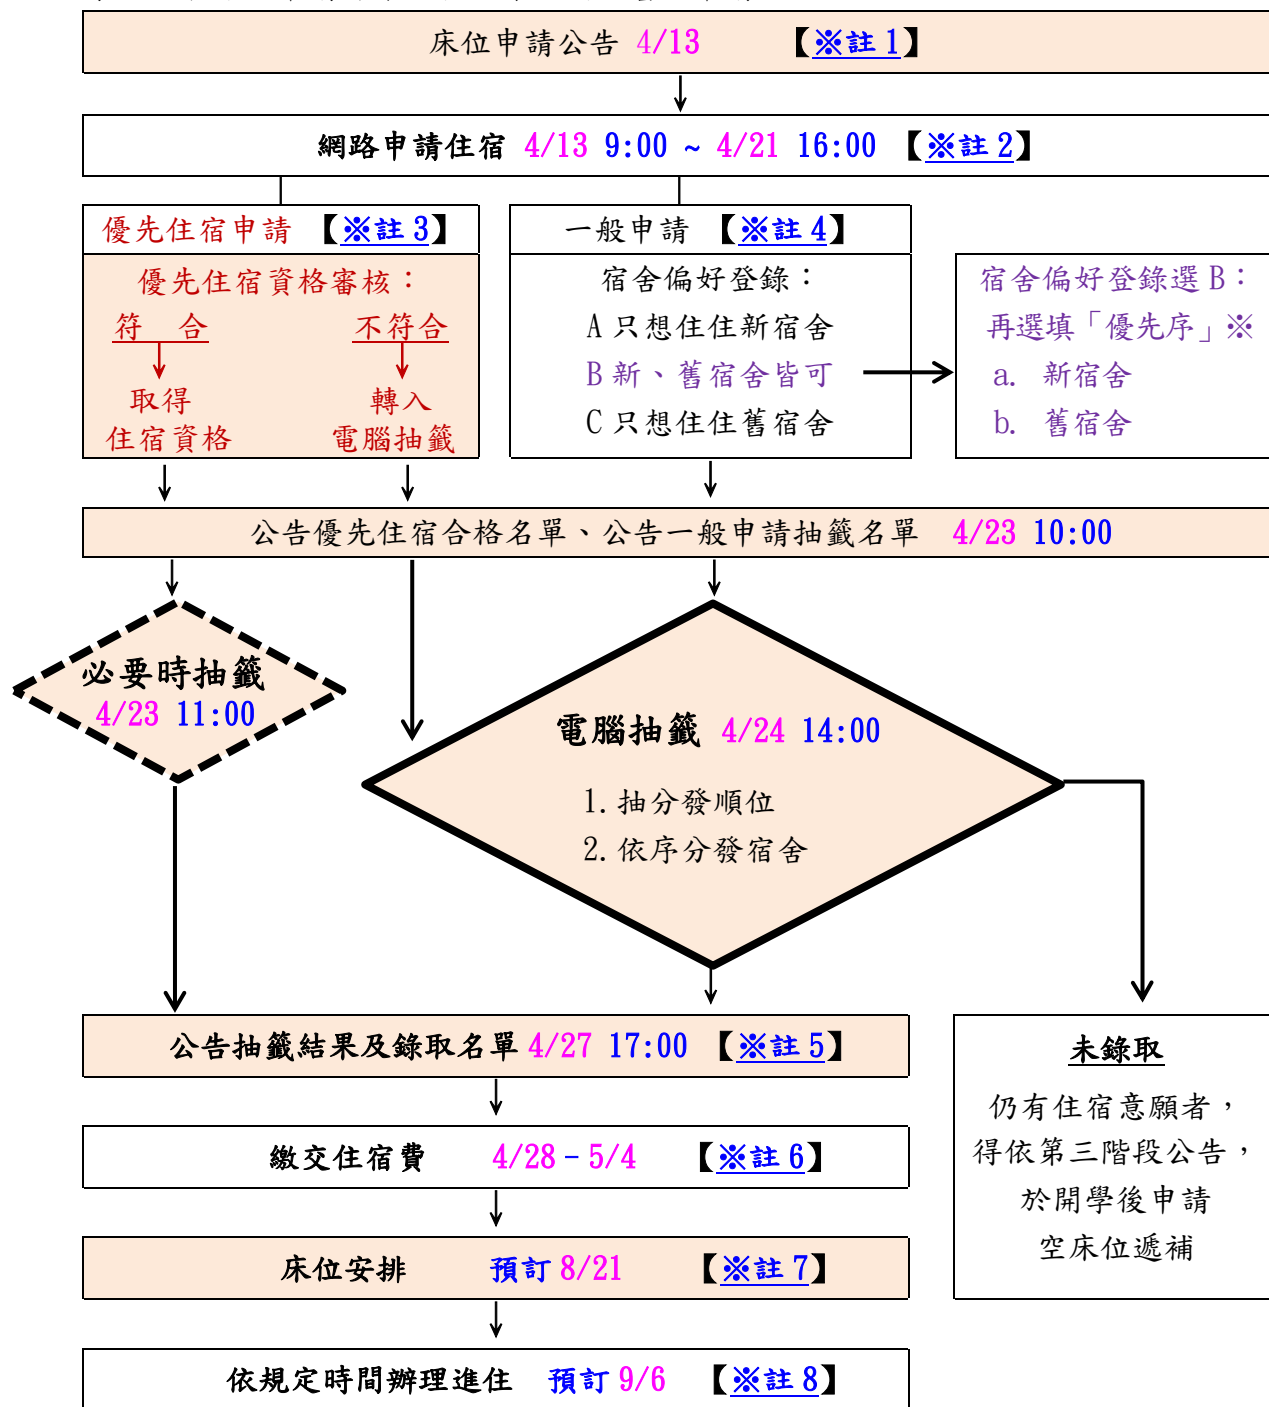 床位申請公告 4/13 【※註1】
網路申請住宿 4/13 9:00 ~ 4/21 16:00 【※註2】
優先住宿申請 【※註3】
優先住宿資格審核：
符 合 不符合
取得 轉入
住宿資格 電腦抽籤
一般申請 【※註4】
宿舍偏好登錄：
A 只想住住新宿舍
B 新、舊宿舍皆可
C 只想住住舊宿舍
宿舍偏好登錄選 B：
再選填「優先序」※
a. 新宿舍
b. 舊宿舍
公告優先住宿合格名單、公告一般申請抽籤名單 4/23 10:00
必要時抽籤
4/23 11:00
電腦抽籤 4/24 14:00
1. 抽分發順位
2. 依序分發宿舍
公告抽籤結果及錄取名單 4/27 17:00 【※註5】
繳交住宿費 4/28－5/4 【※註6】
床位安排 預訂 8/21 【※註7】
依規定時間辦理進住 預訂 9/6 【※註8】
未錄取
仍有住宿意願者，
得依第三階段公告，
於開學後申請
空床位遞補